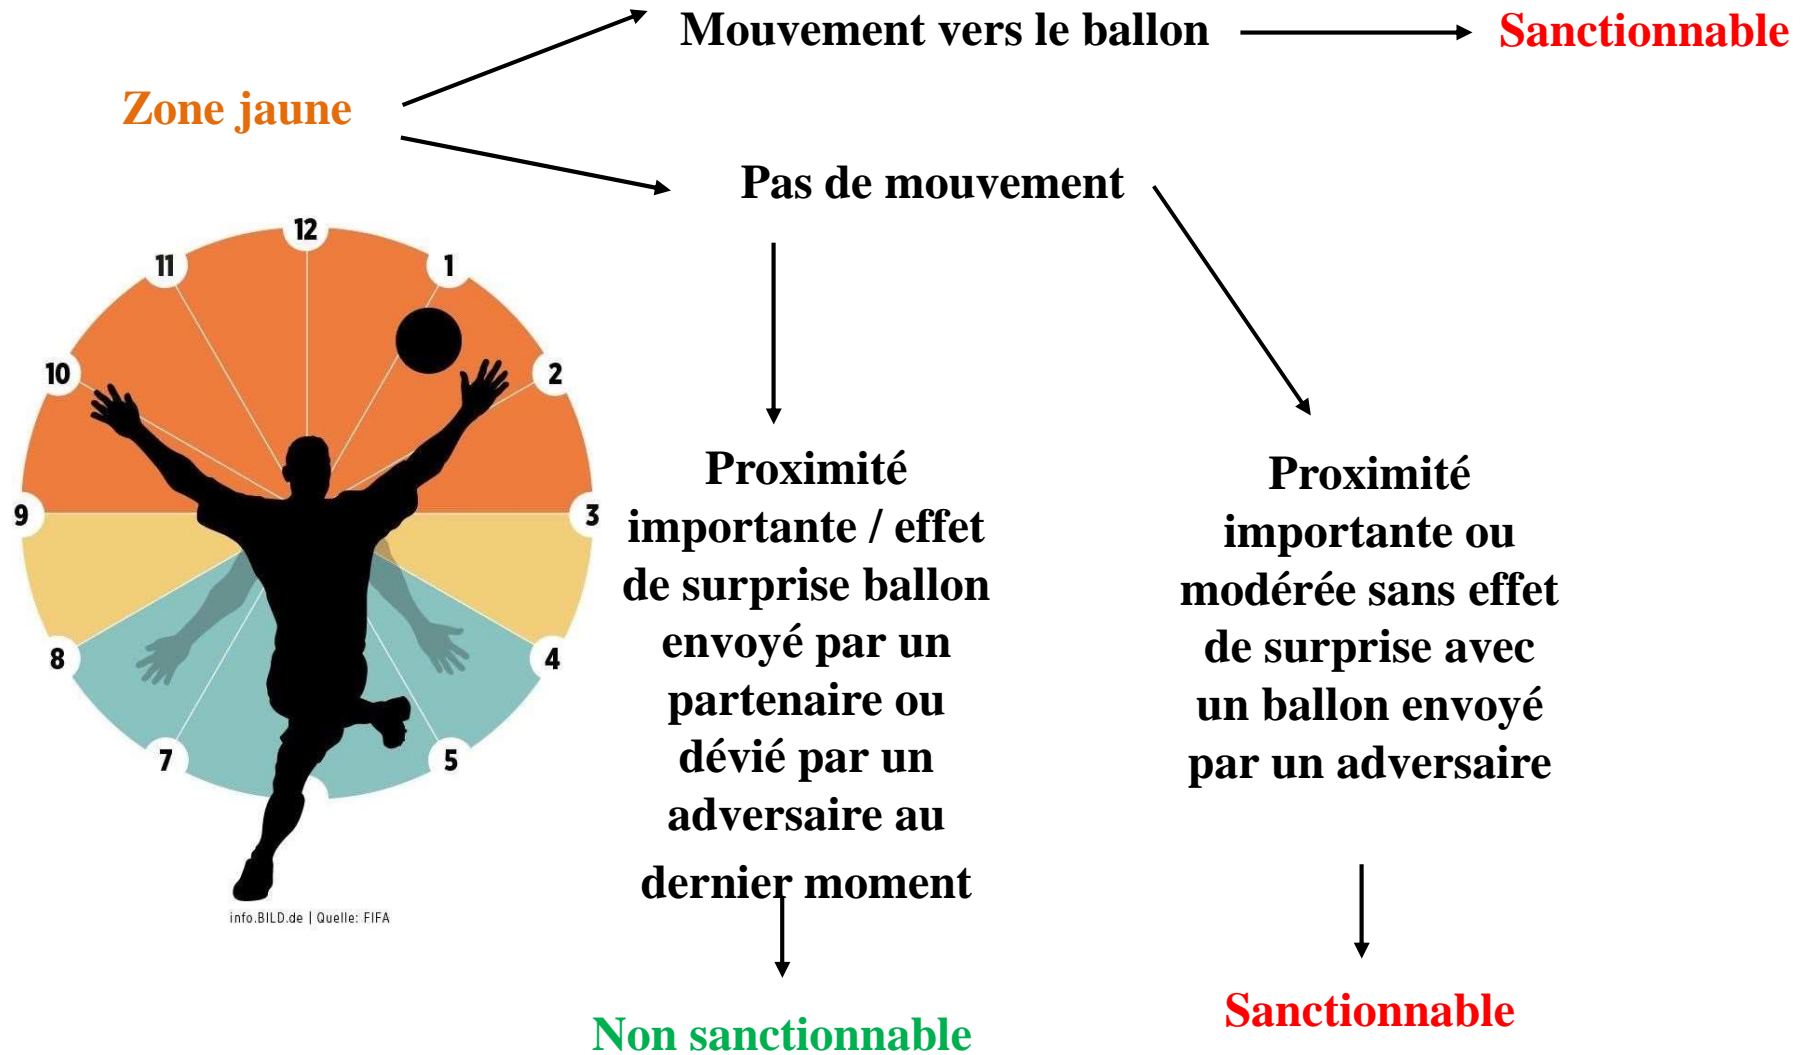 Mouvement vers le ballon
Sanctionnable
Zone jaune
Pas de mouvement
12
11
1
10
2
9
3
8
4
7
5
info.BILD.de | Quelle: FIFA
Proximité
importante / effet
de surprise ballon
envoyé par un
partenaire ou
dévié par un
adversaire au
dernier moment
Non sanctionnable
Proximité
importante ou
modérée sans effet
de surprise avec
un ballon envoyé
par un adversaire
Sanctionnable